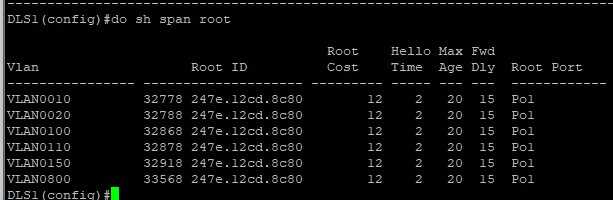 DLS1(config)#do sh span root
Root Hello Max Fwd
Vlan Root ID Cost Time Age Dly Root Port
---------------- -------------------- --------- ----- --- --- ------------
VLAN0010 32778 247e.12cd.8c80 12 2 20 15 Po1
VLAN0020 32788 247e.12cd.8c80 12 2 20 15 Po1
VLAN0100 32868 247e.12cd.8c80 12 2 20 15 Po1
VLAN0110 32878 247e.12cd.8c80 12 2 20 15 Po1
VLAN0150 32918 247e.12cd.8c80 12 2 20 15 Po1
VLAN0800 33568 247e.12cd.8c80 12 2 20 15 Po1
DLS1(config)#